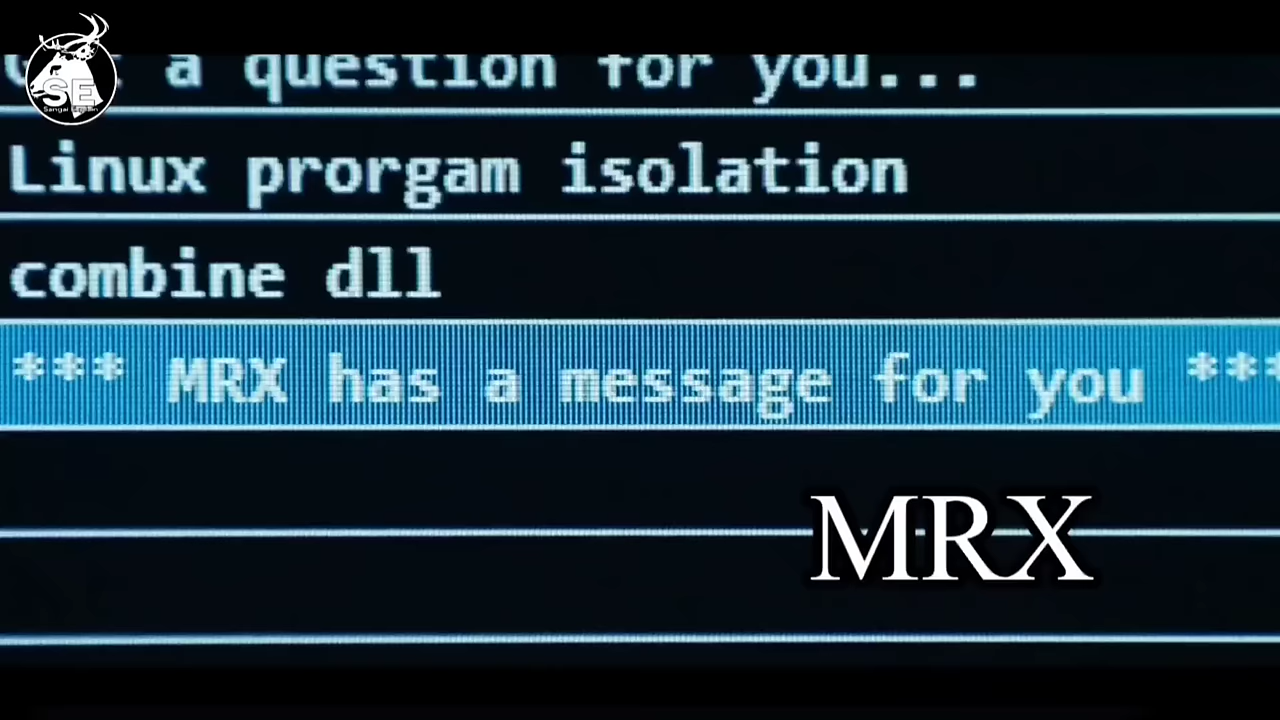 SE
a question for you...
Linux prorgam isolation
combine dll
*** MRX has a message for you ***
MRX